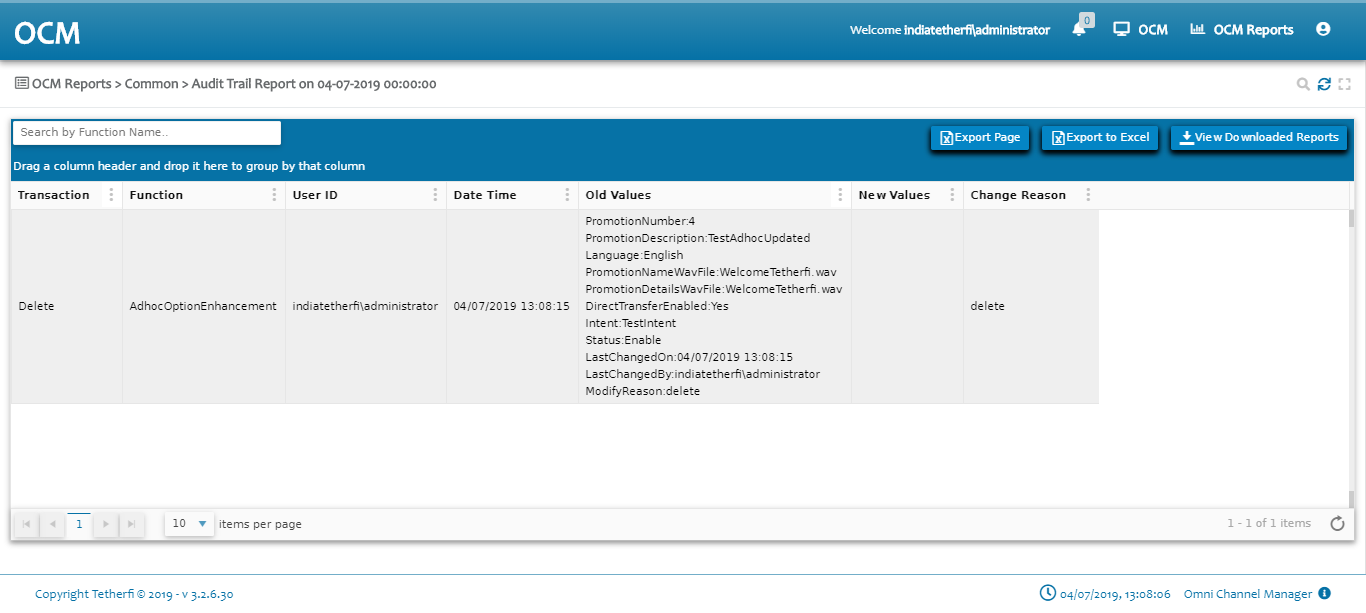 OCM
Welcome indiatetherfi\administrator
0
OCM
OCM Reports
OCM Reports > Common > Audit Trail Report on 04-07-2019 00:00:00
Search by Function Name..
Export Page
Export to Excel
View Downloaded Reports
Drag a column header and drop it here to group by that column
Transaction Function User ID Date Time Old Values New Values Change Reason
PromotionNumber:4
PromotionDescription:TestAdhocUpdated
Language:English
PromotionNameWavFile:WelcomeTetherfi.wav
PromotionDetailsWavFile:WelcomeTetherfi.wav
Delete AdhocOptionEnhancement indiatetherfi\administrator 04/07/2019 13:08:15 DirectTransferEnabled:Yes delete
Intent:TestIntent
Status:Enable
LastChangedOn:04/07/2019 13:08:15
LastChangedBy:indiatetherfi\administrator
ModifyReason:delete
1
10 items per page
1 - 1 of 1 items
Copyright Tetherfi © 2019 - v 3.2.6.30
04/07/2019, 13:08:06
Omni Channel Manager